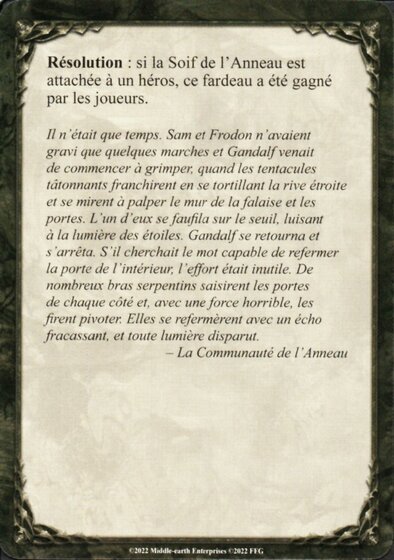 Résolution : si la Soif de l'Anneau est
attachée à un héros, ce fardeau a été gagné
par les joueurs.
Il n'était que temps. Sam et Frodon n'avaient
gravi que quelques marches et Gandalf venait
de commencer à grimper, quand les tentacules
tâtonnants franchirent en se tortillant la rive étroite
et se mirent à palper le mur de la falaise et les
portes. L'un d'eux se faufila sur le seuil, luisant
à la lumière des étoiles. Gandalf se retourna et
s'arrêta. S'il cherchait le mot capable de refermer
la porte de l'intérieur, l'effort était inutile. De
nombreux bras serpentins saisirent les portes
de chaque côté et, avec une force horrible, les
firent pivoter. Elles se refermèrent avec un écho
fracassant, et toute lumière disparut.
– La Communauté de l'Anneau
©2022 Middle-earth Enterprises ©2022 FFG